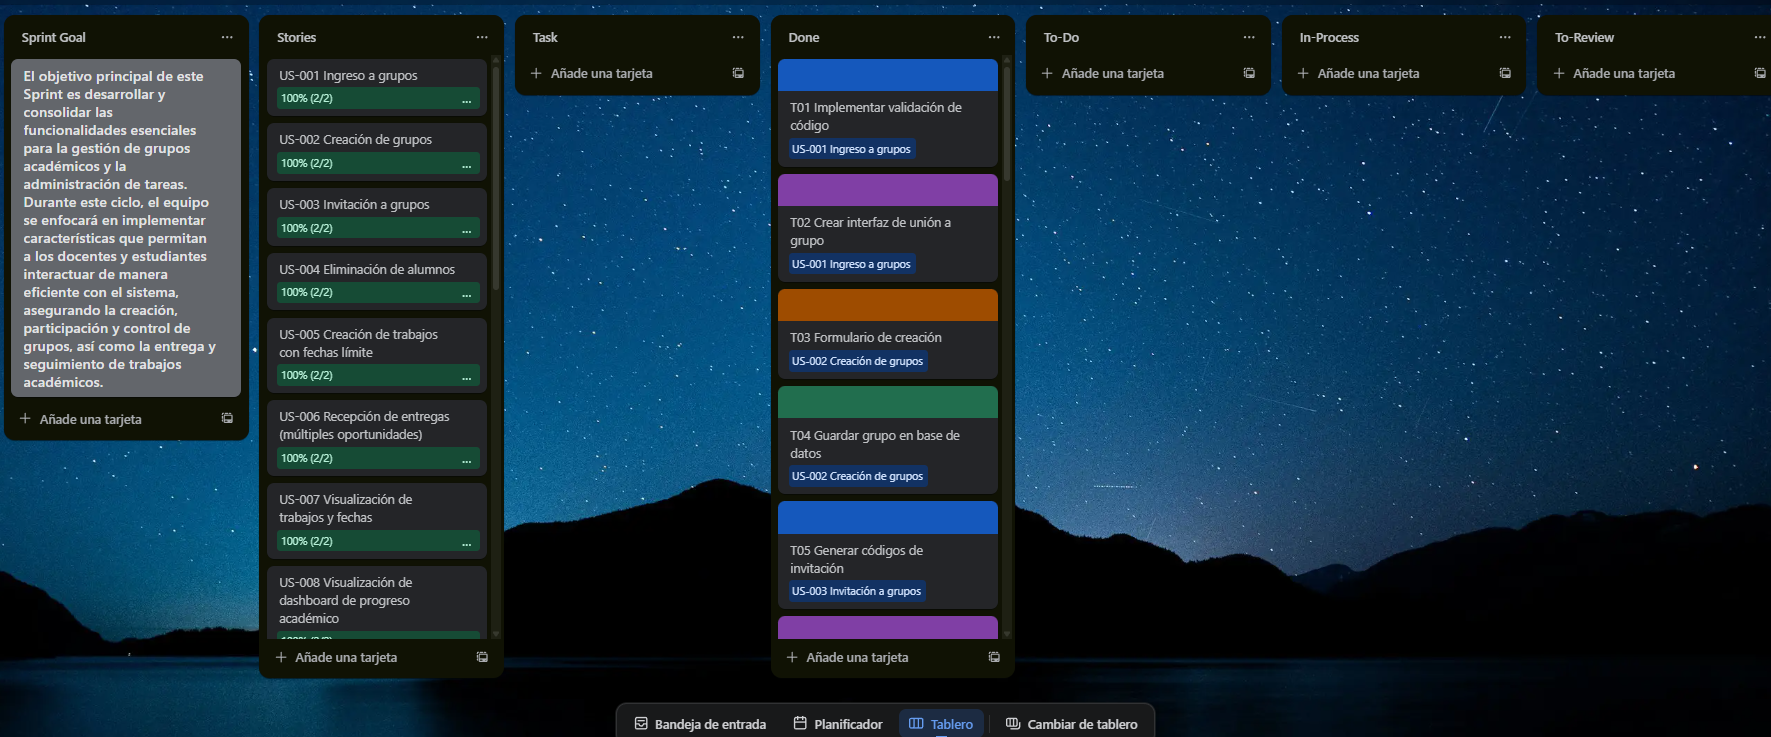 Sprint Goal
El objetivo principal de este
Sprint es desarrollar y
consolidar las
funcionalidades esenciales
para la gestión de grupos
académicos y la
administración de tareas.
Durante este ciclo, el equipo
se enfocará en implementar
características que permitan
a los docentes y estudiantes
interactuar de manera
eficiente con el sistema,
asegurando la creación,
participación y control de
grupos, así como la entrega y
seguimiento de trabajos
académicos.
Añade una tarjeta
Stories
US-001 Ingreso a grupos
100% (2/2)
...
US-002 Creación de grupos
100% (2/2)
...
US-003 Invitación a grupos
100% (2/2)
...
US-004 Eliminación de alumnos
100% (2/2)
...
US-005 Creación de trabajos
con fechas límite
100% (2/2)
...
US-006 Recepción de entregas
(múltiples oportunidades)
100% (2/2)
...
US-007 Visualización de
trabajos y fechas
100% (2/2)
...
US-008 Visualización de
dashboard de progreso
académico
100% (2/2)
Añade una tarjeta
Task
Añade una tarjeta
Done
T01 Implementar validación de
código
US-001 Ingreso a grupos
T02 Crear interfaz de unión a
grupo
US-001 Ingreso a grupos
T03 Formulario de creación
US-002 Creación de grupos
T04 Guardar grupo en base de
datos
US-002 Creación de grupos
T05 Generar códigos de
invitación
US-003 Invitación a grupos
Añade una tarjeta
To-Do
Añade una tarjeta
In-Process
Añade una tarjeta
To-Review
Añade una tarjeta
Bandeja de entrada
Planificador
Tablero
Cambiar de tablero